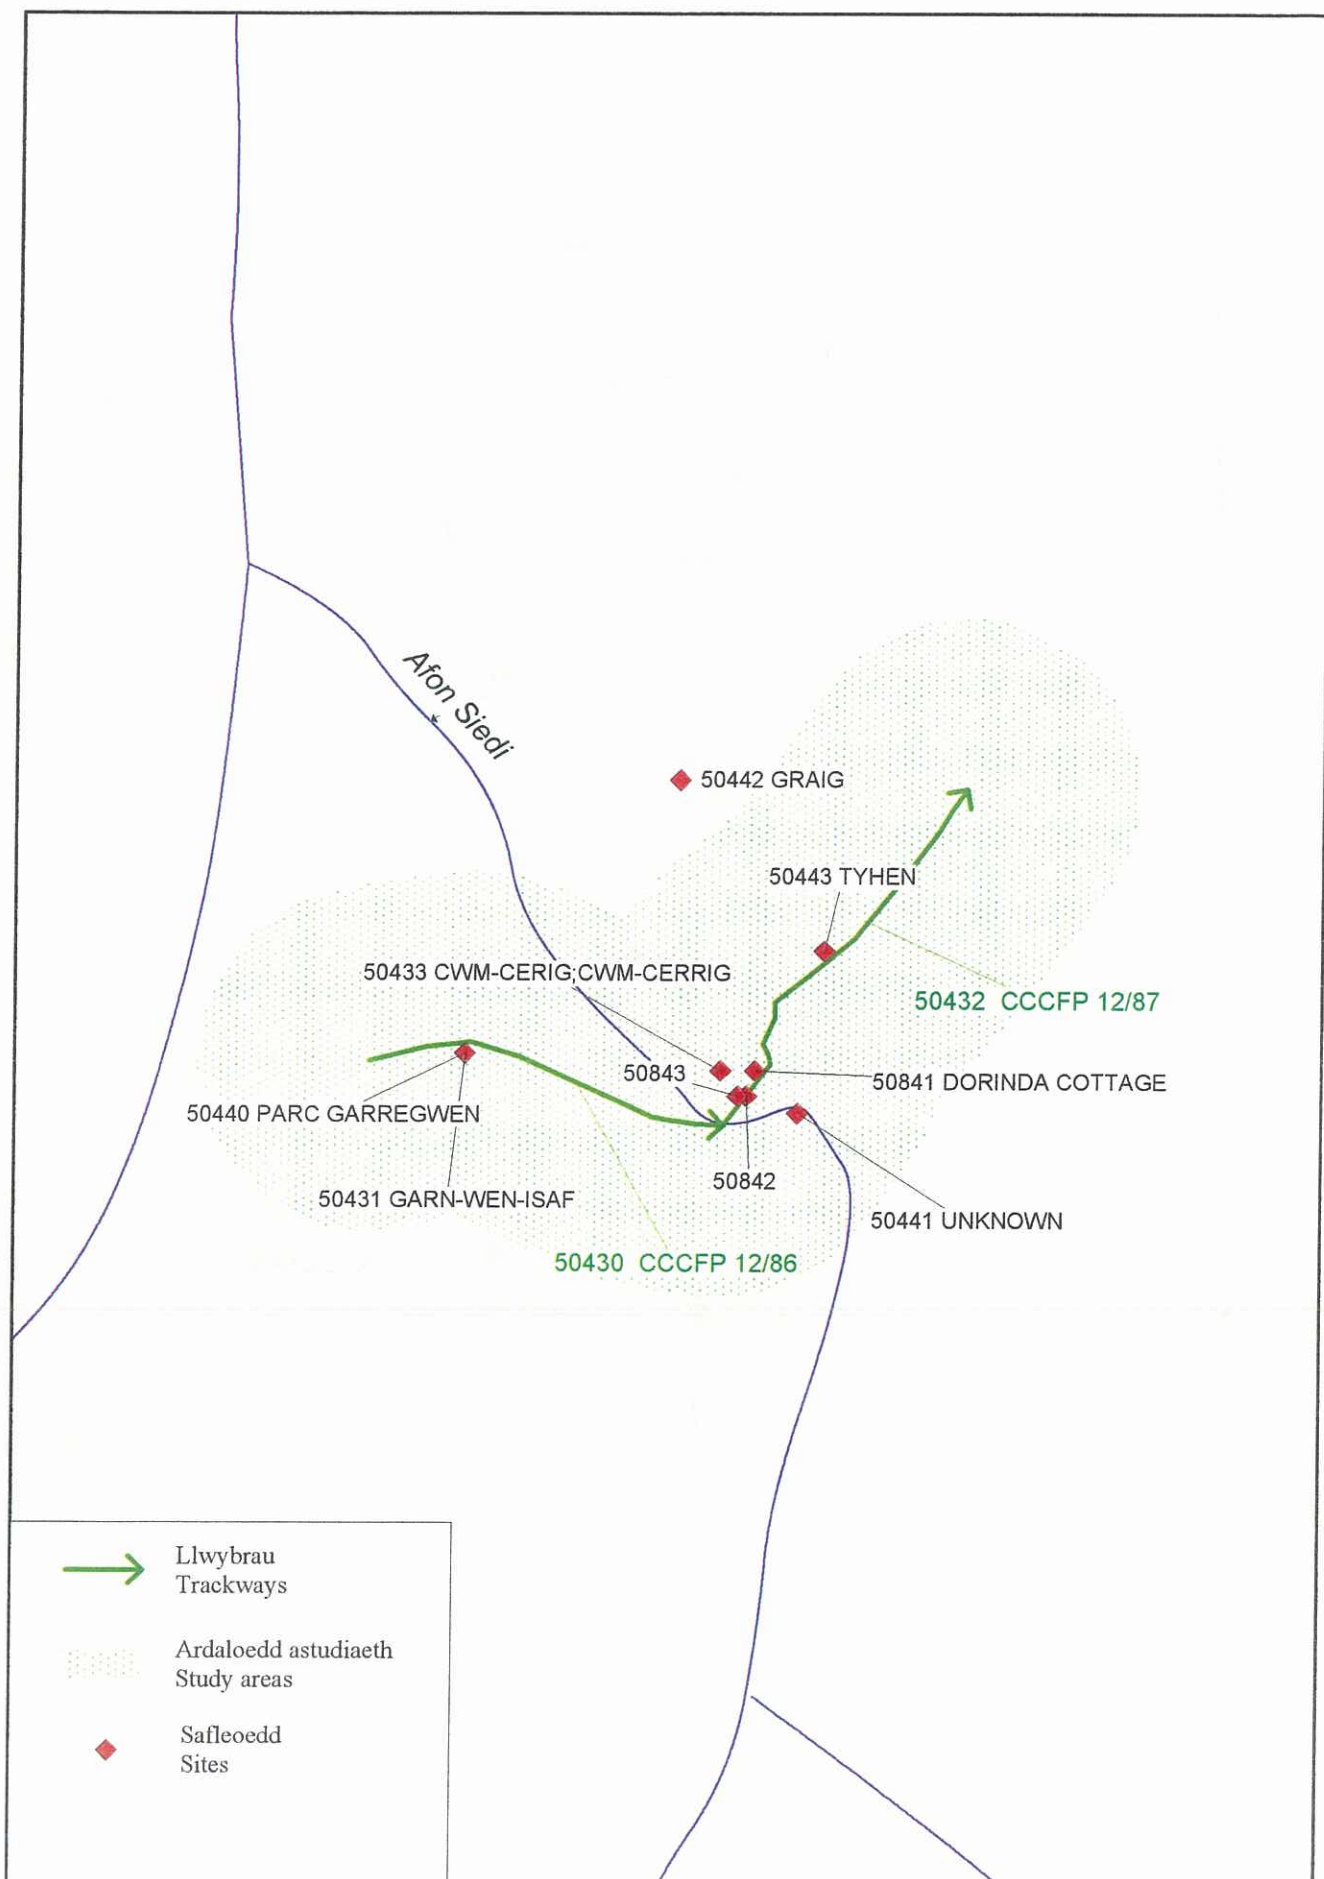 Afon Siedi
50442 GRAIG
50443 TYHEN
50433 CWM-CERIG;CWM-CERRIG
50432 CCCFP 12/87
50843
50841 DORINDA COTTAGE
50440 PARC GARREGWEN
50842
50431 GARN-WEN-ISAF
50441 UNKNOWN
50430 CCCFP 12/86
Llwybrau
Trackways
Ardaloedd astudiaeth
Study areas
Safleoedd
Sites